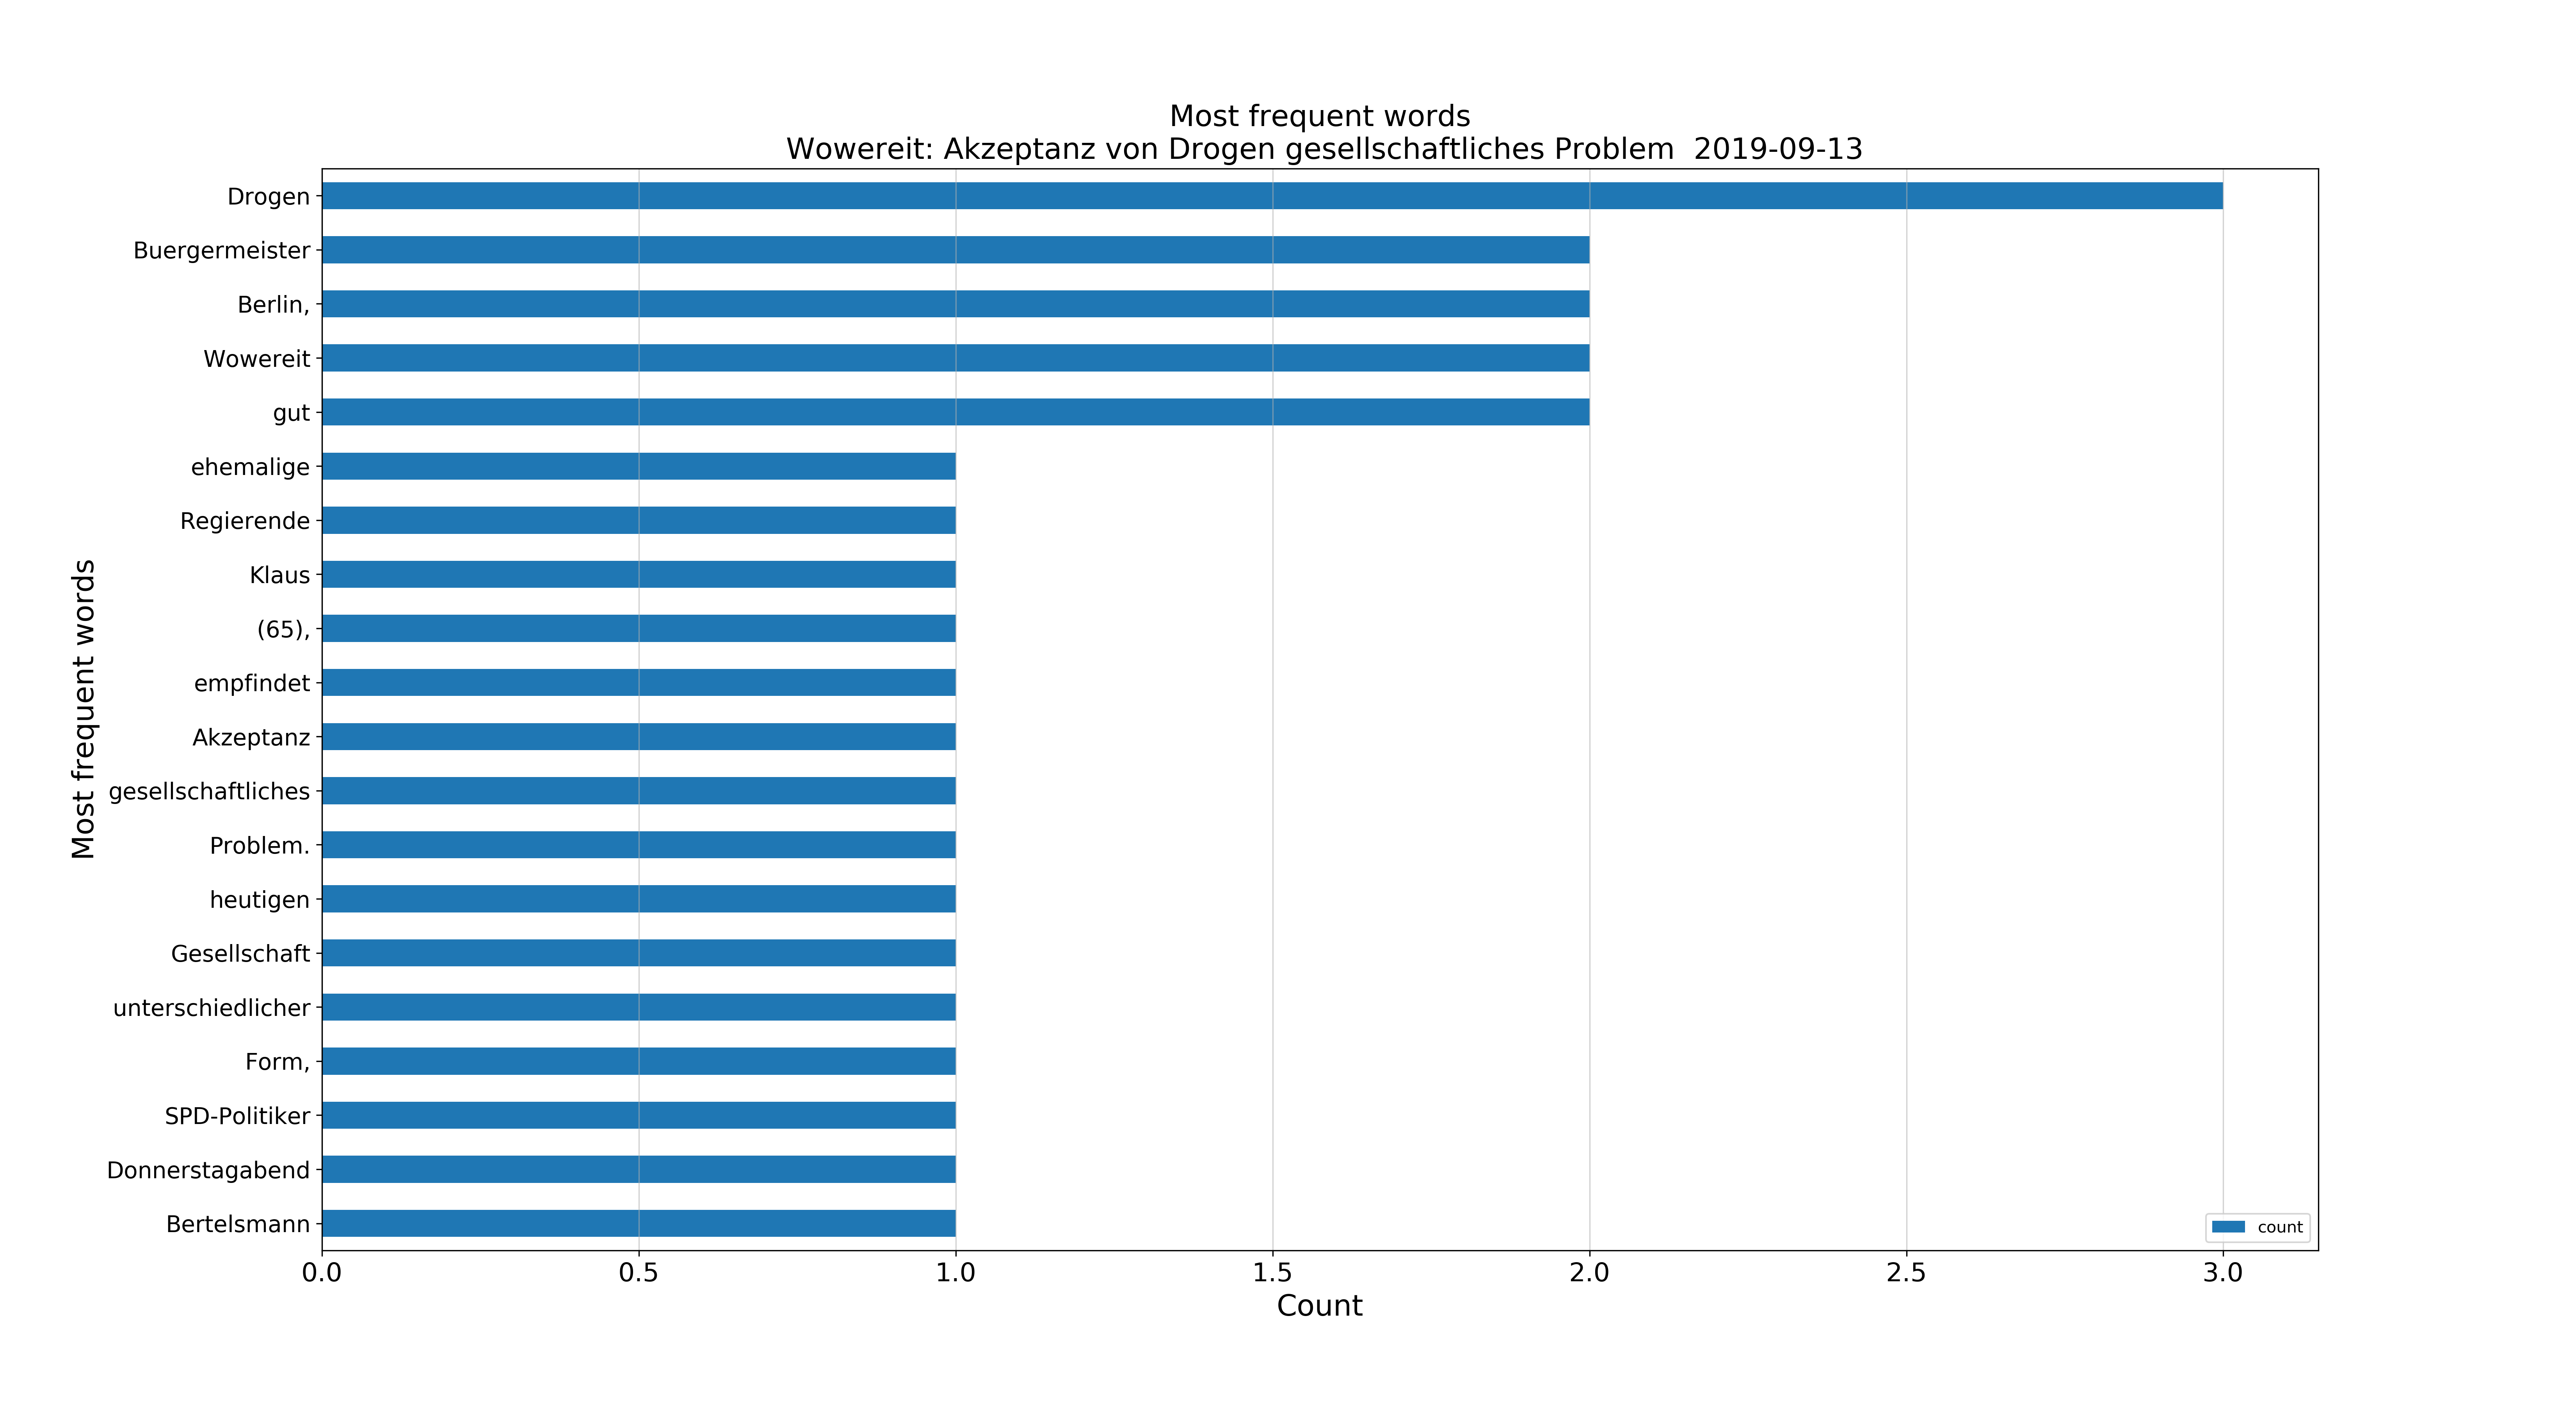 Most frequent words
Wowereit: Akzeptanz von Drogen gesellschaftliches Problem  2019-09-13
Most frequent words
Drogen
Buergermeister
Berlin,
Wowereit
gut
ehemalige
Regierende
Klaus
(65),
empfindet
Akzeptanz
gesellschaftliches
Problem.
heutigen
Gesellschaft
unterschiedlicher
Form,
SPD-Politiker
Donnerstagabend
Bertelsmann
count
0.0 0.5 1.0 1.5 2.0 2.5 3.0
Count